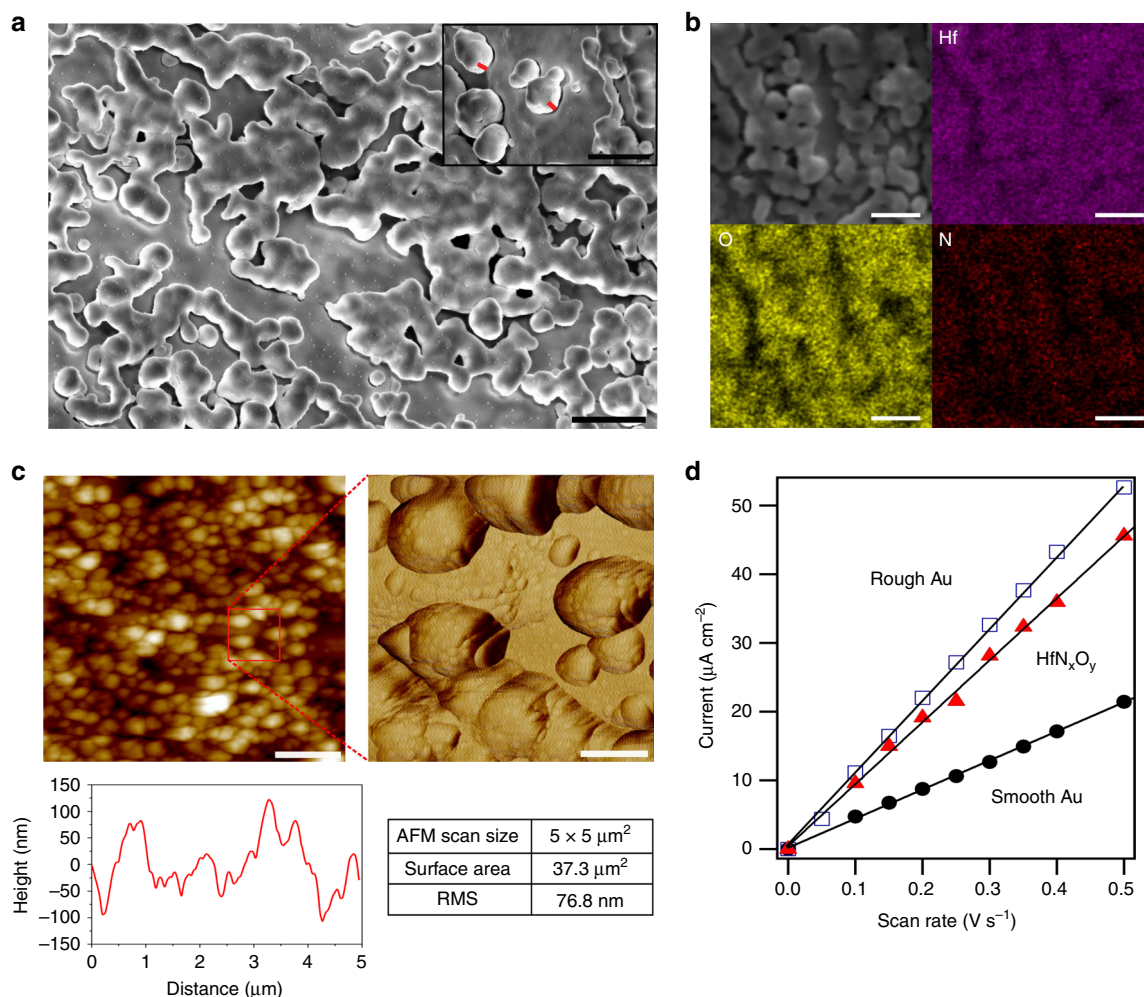 a
b
Hf
O
N
c
d
150
100
50
0
−50
−100
−150
Height (nm)
0
1
2
3
4
5
Distance (μm)
AFM scan size
5 × 5 μm²
Surface area
37.3 μm²
RMS
76.8 nm
50
40
30
20
10
0
Current (μA cm⁻²)
Rough Au
HfNₓOᵧ
Smooth Au
0.0
0.1
0.2
0.3
0.4
0.5
Scan rate (V s⁻¹)